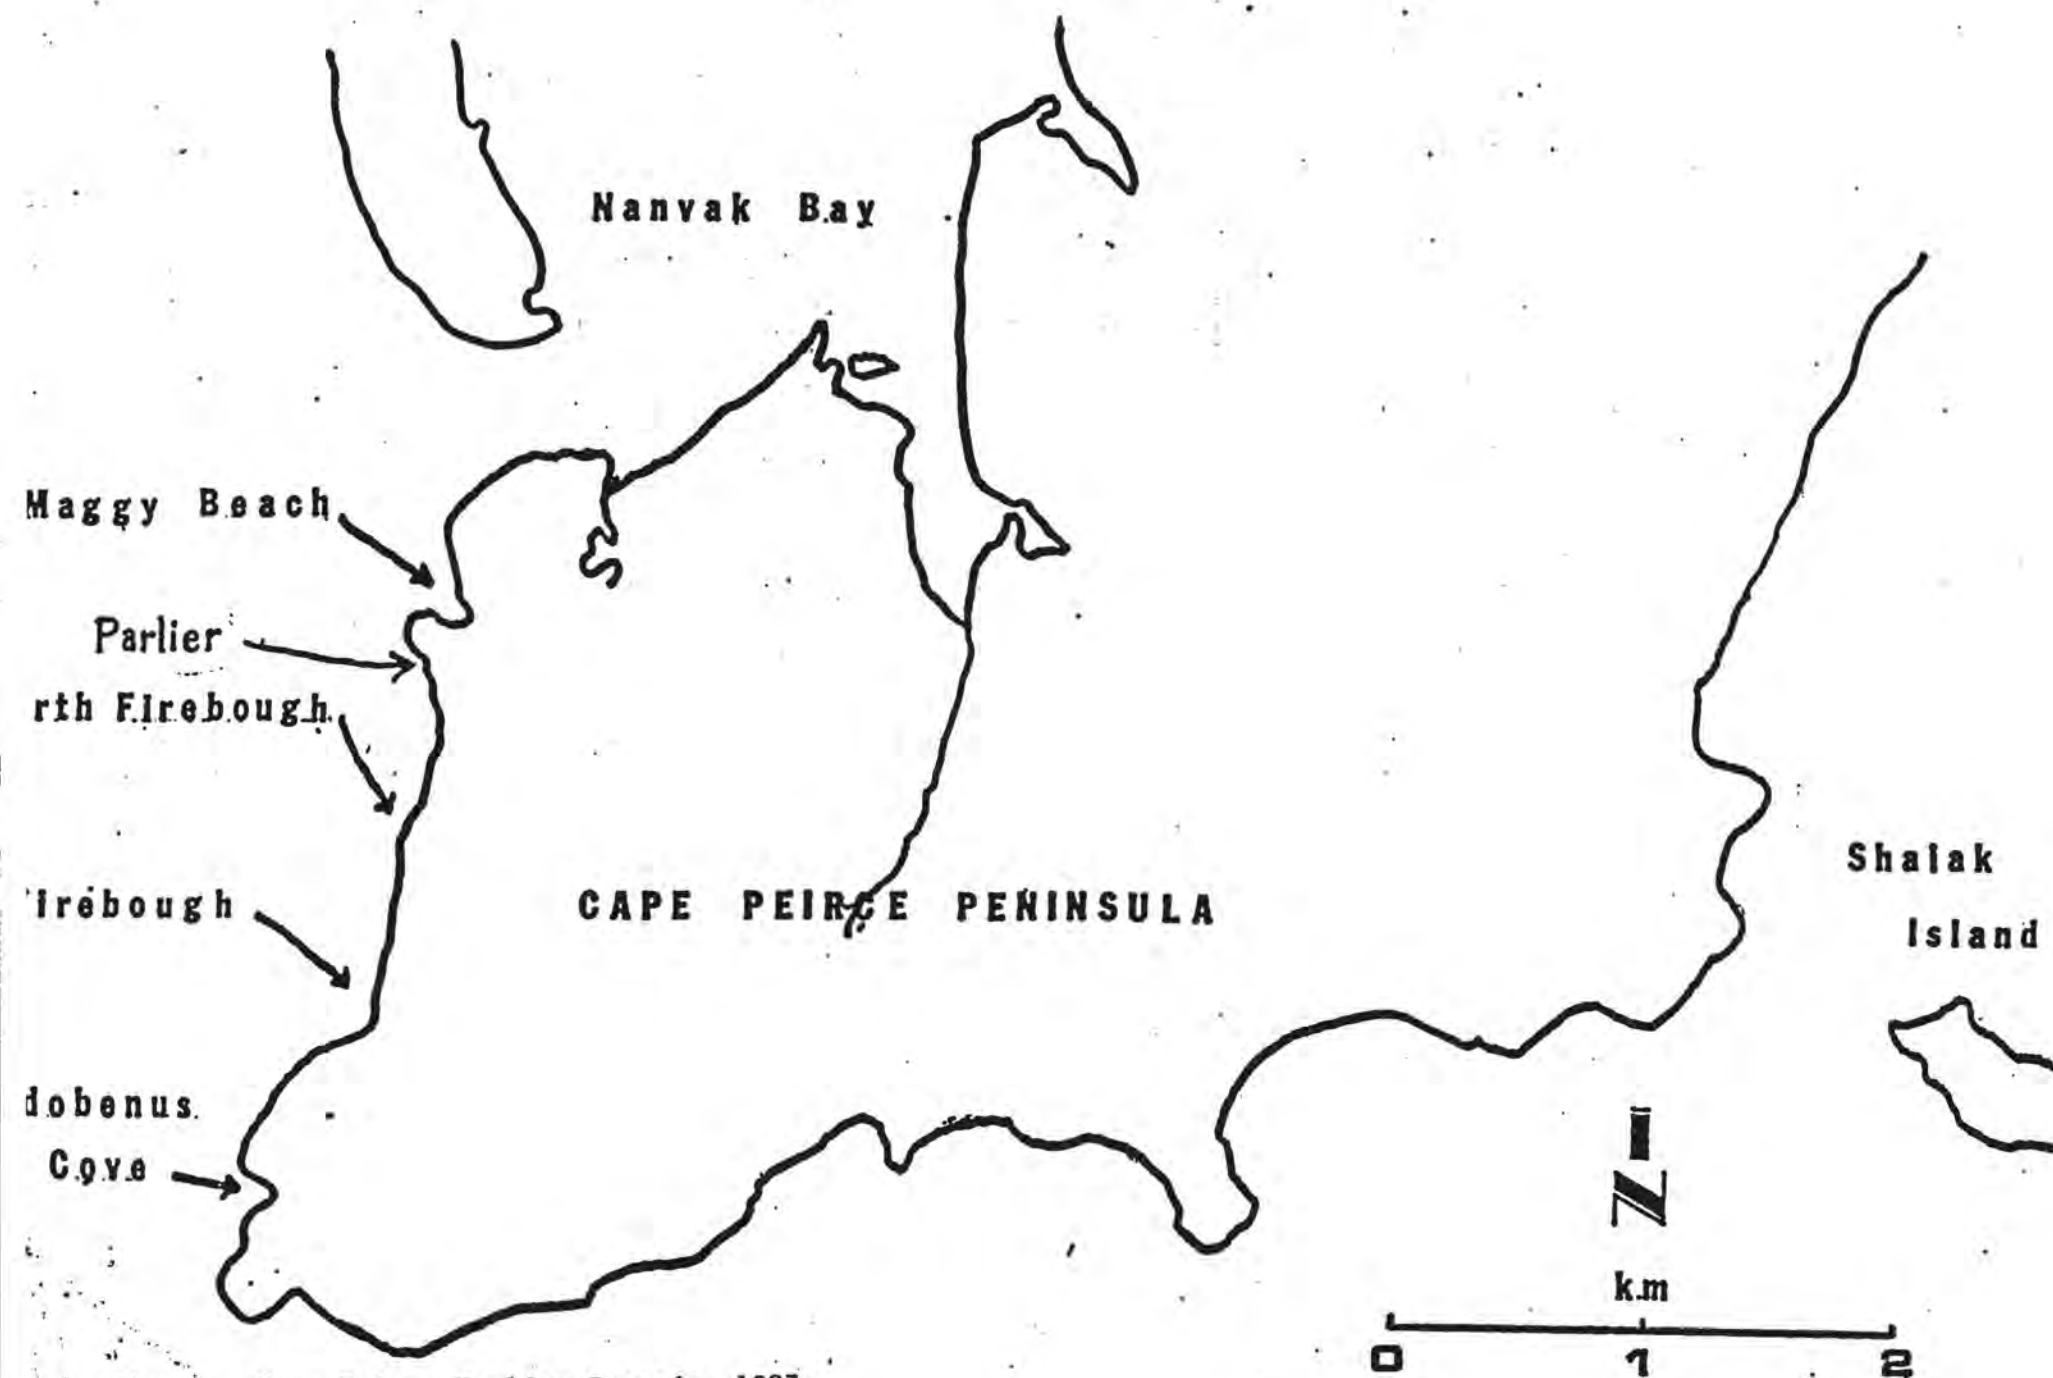 Nanvak Bay
Maggy Beach
Parlier
rth Firebough
irebough
CAPE PEIRCE PENINSULA
Shaiak
Island
dobenus
Cove
N
km
0 1 2